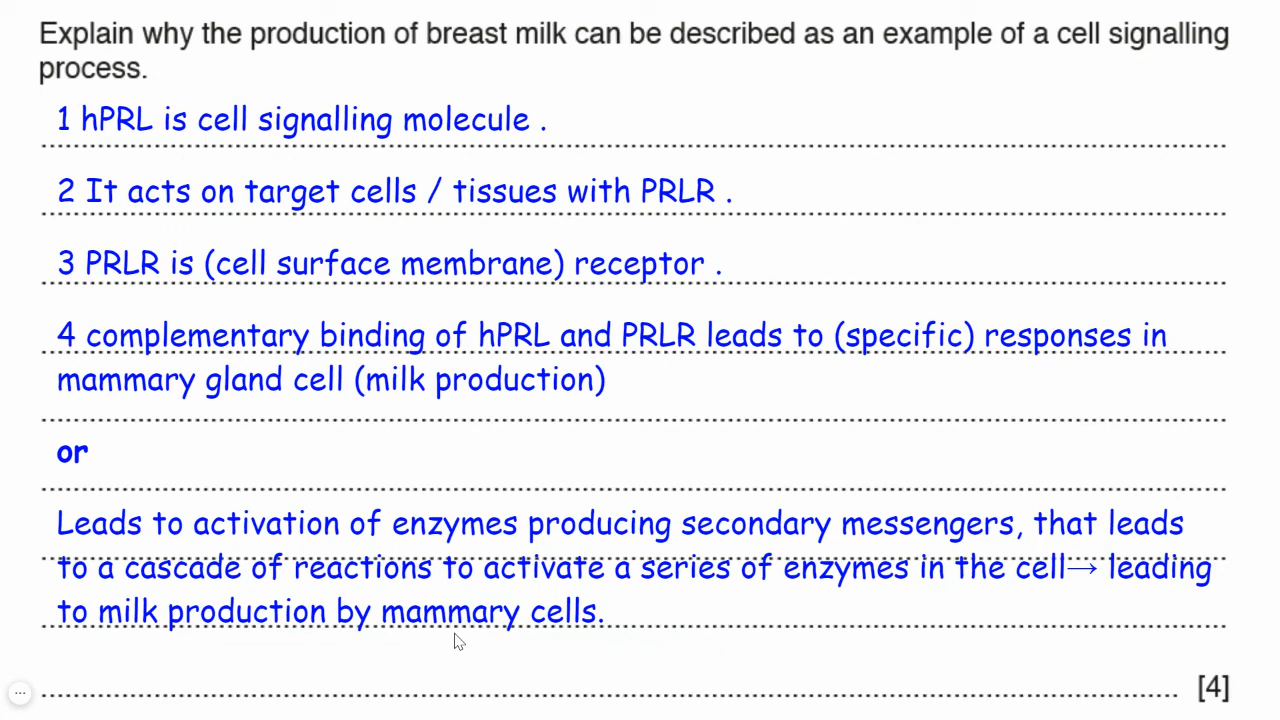 Explain why the production of breast milk can be described as an example of a cell signalling
process.
1 hPRL is cell signalling molecule .
2 It acts on target cells / tissues with PRLR .
3 PRLR is (cell surface membrane) receptor .
4 complementary binding of hPRL and PRLR leads to (specific) responses in
mammary gland cell (milk production)
or
Leads to activation of enzymes producing secondary messengers, that leads
to a cascade of reactions to activate a series of enzymes in the cell→ leading
to milk production by mammary cells.
[4]